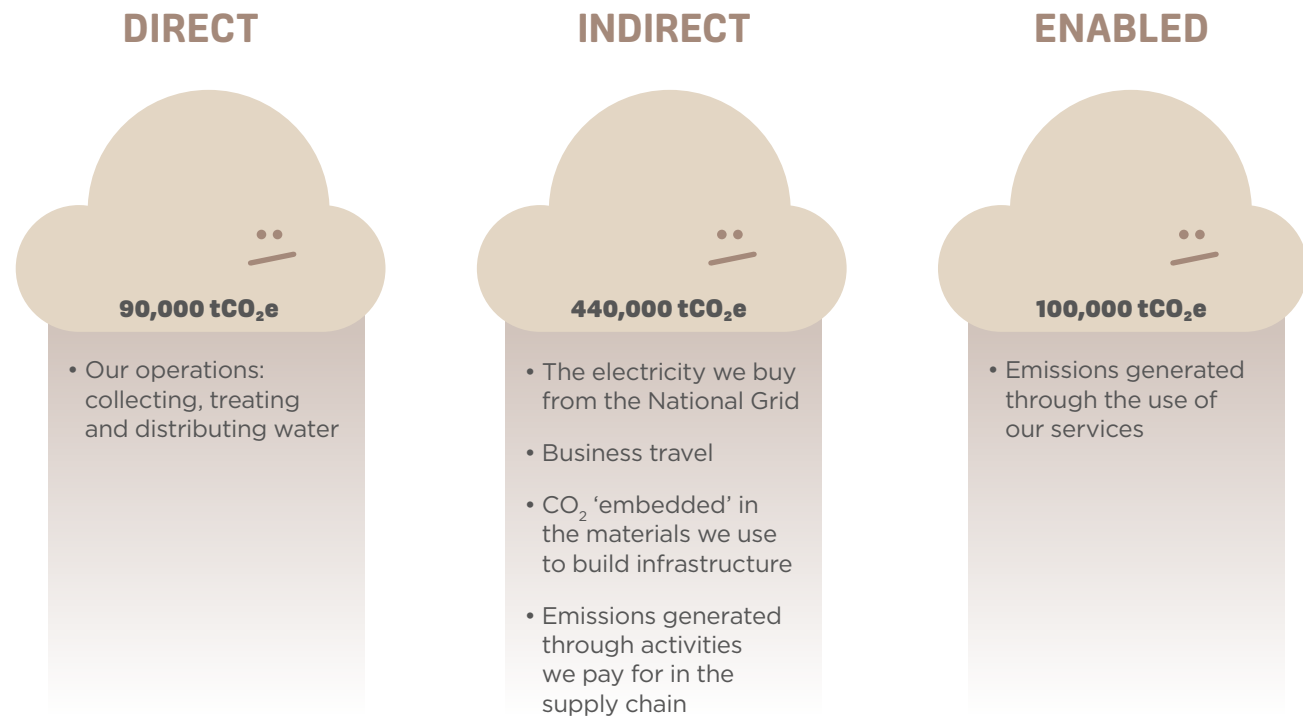 DIRECT
90,000 tCO₂e
• Our operations:
collecting, treating
and distributing water
INDIRECT
440,000 tCO₂e
• The electricity we buy
from the National Grid
• Business travel
• CO₂ ‘embedded’ in
the materials we use
to build infrastructure
• Emissions generated
through activities
we pay for in the
supply chain
ENABLED
100,000 tCO₂e
• Emissions generated
through the use of
our services